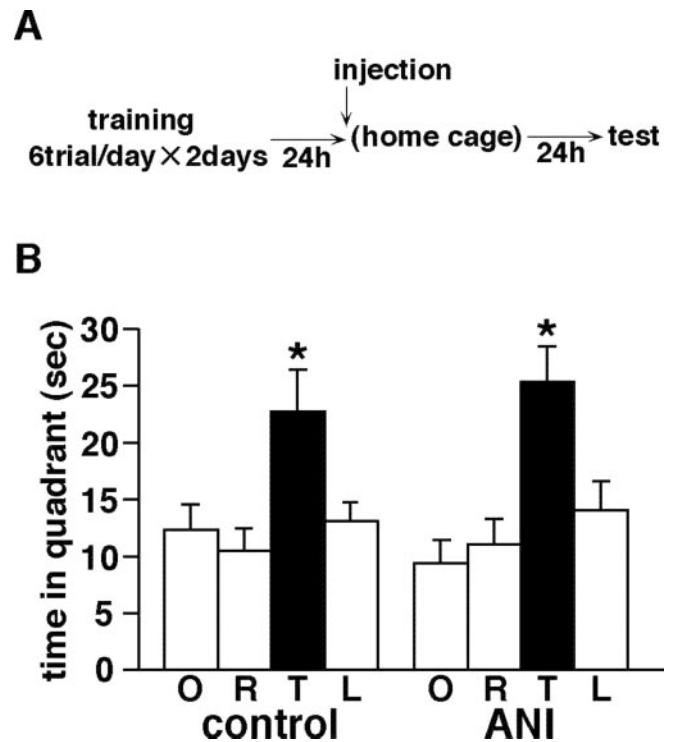 A
injection
training
6trial/day×2days 24h (home cage) 24h test
B
time in quadrant (sec)
30
25
20
15
10
5
0
* *
O R T L O R T L
control ANI